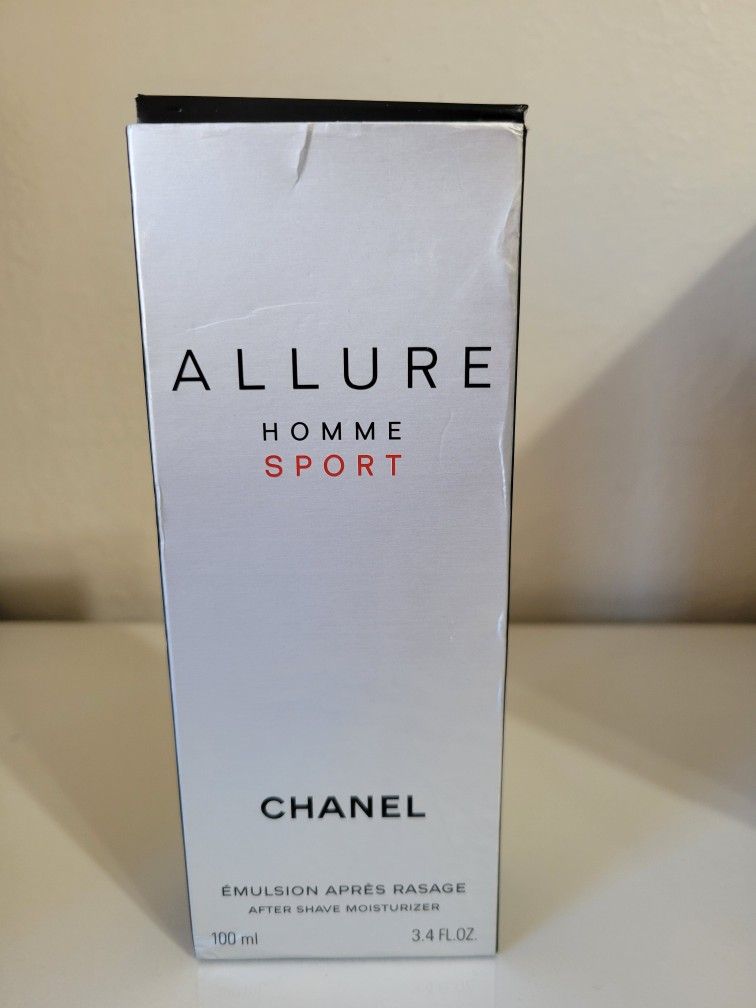 ALLURE
HOMME
SPORT
CHANEL
ÉMULSION APRÈS RASAGE
AFTER SHAVE MOISTURIZER
100 ml 3.4 FL.OZ.